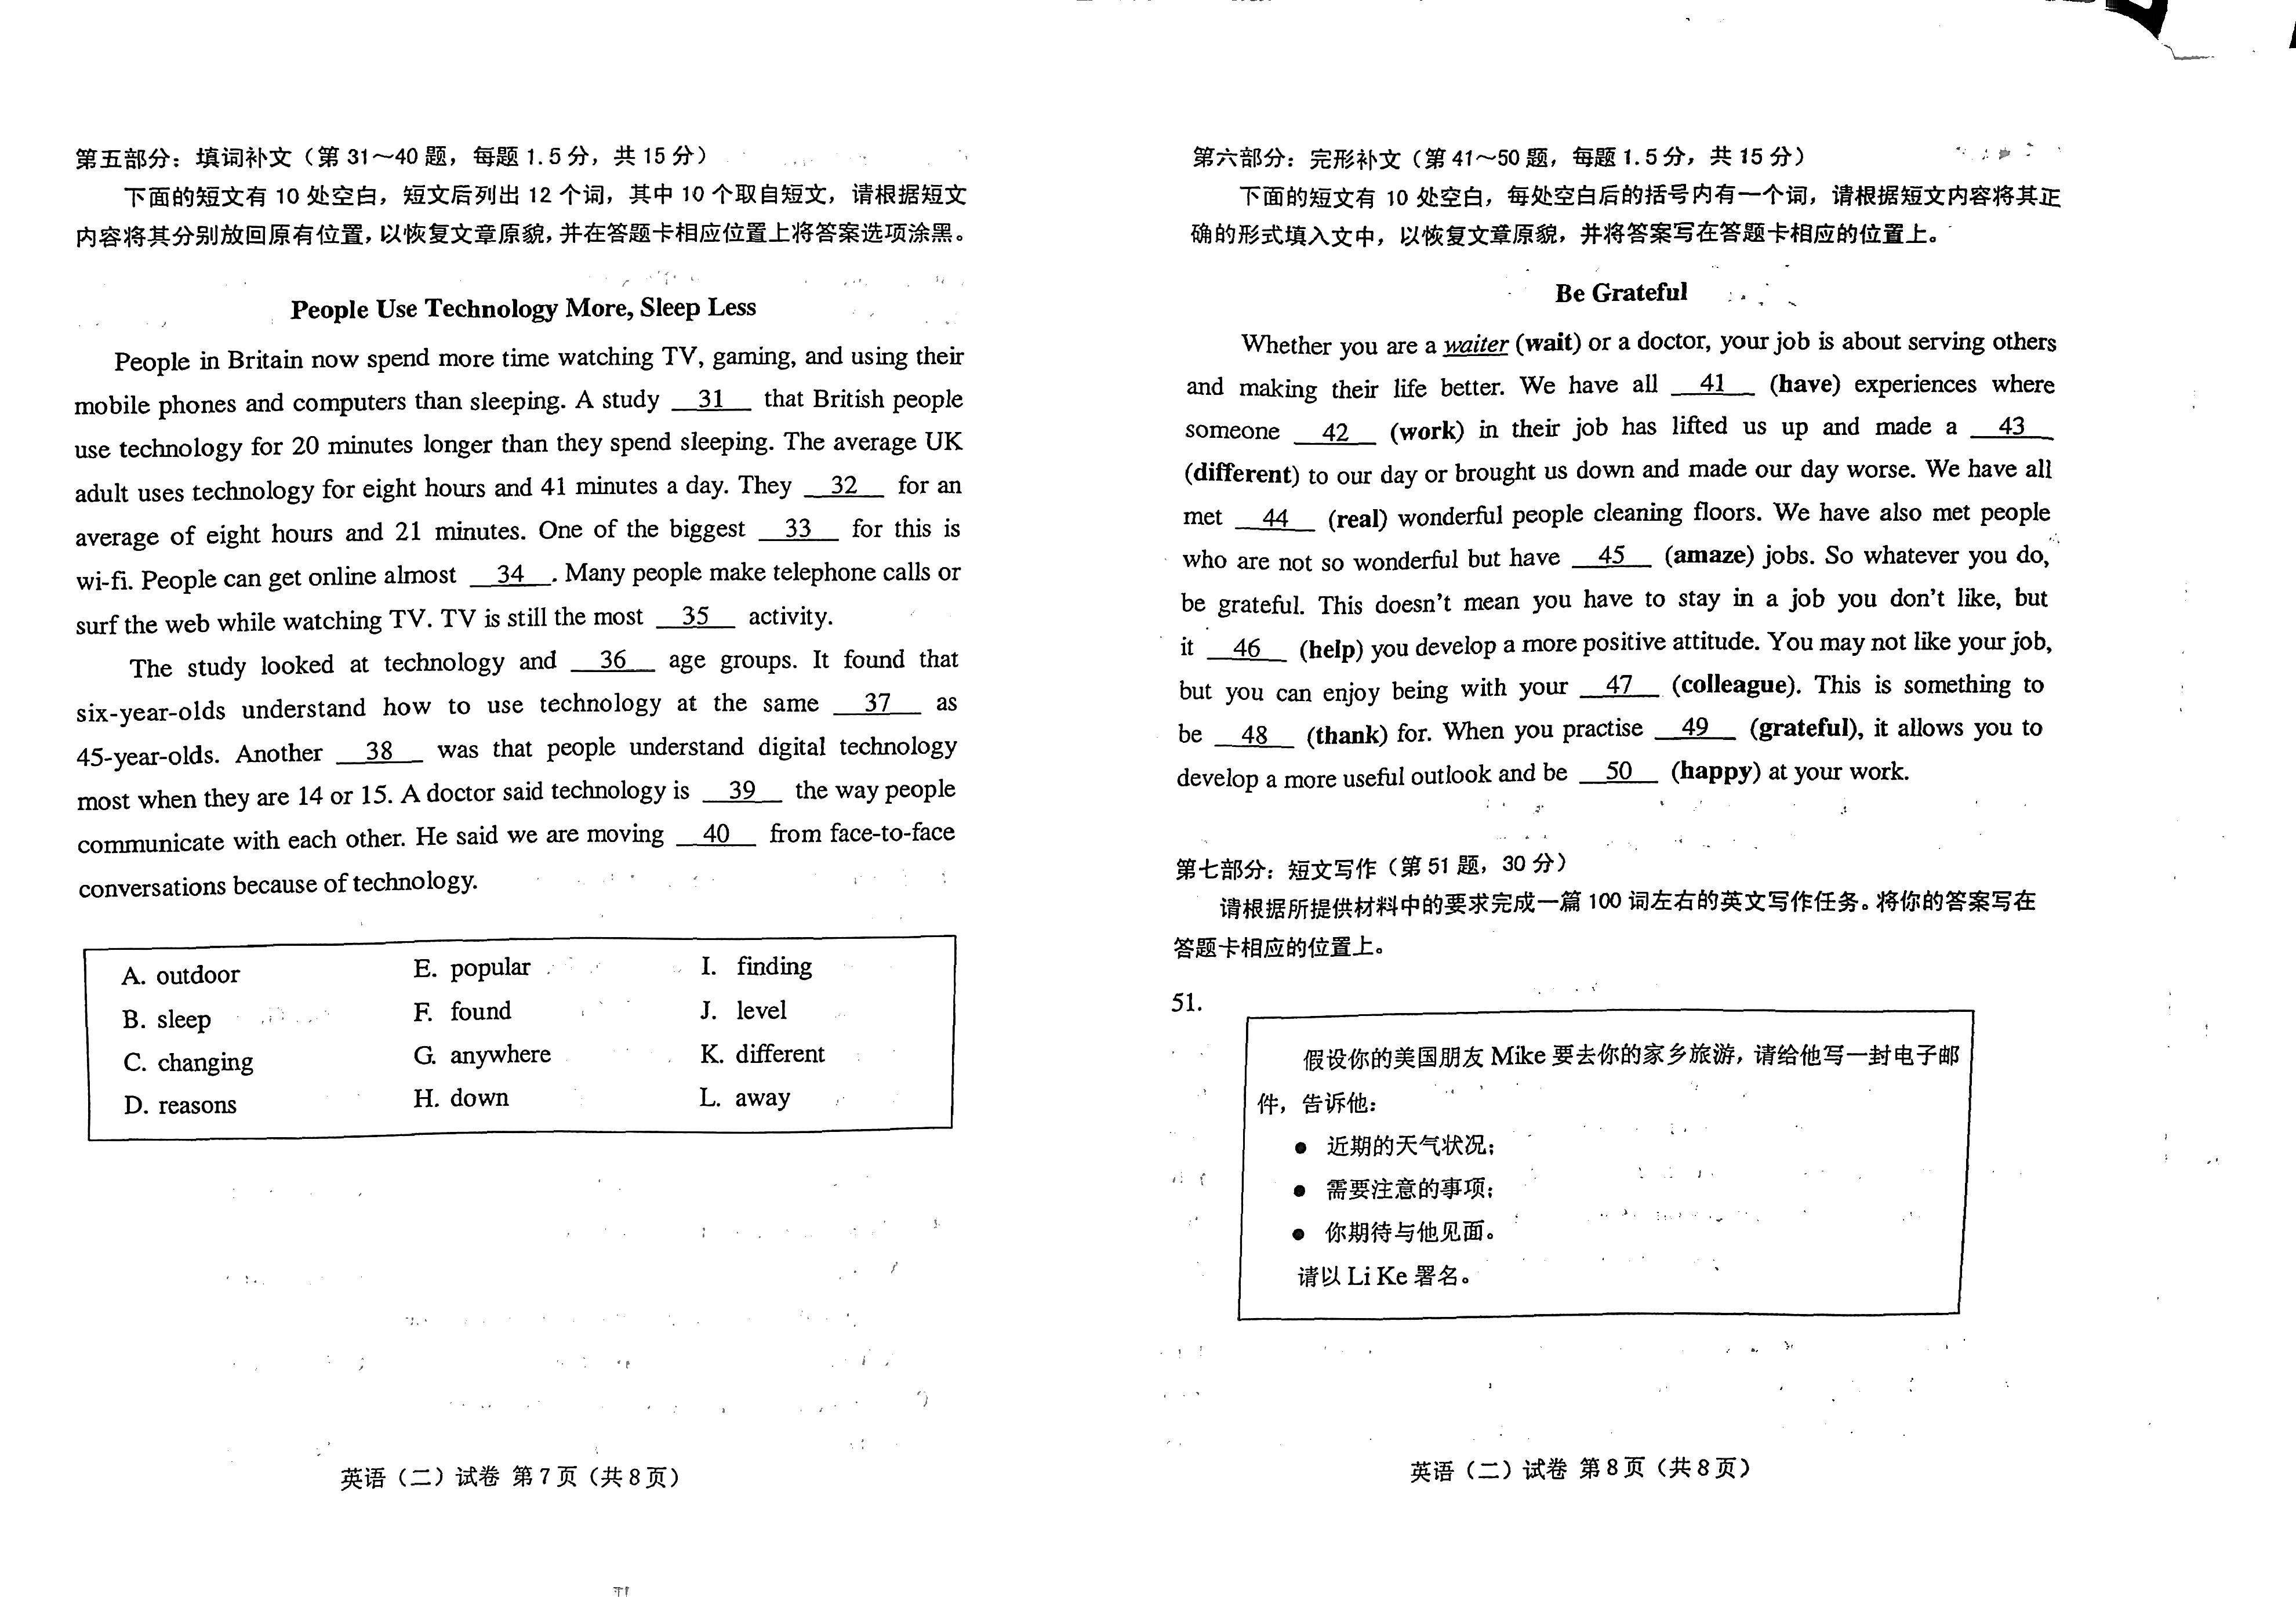 第五部分：填词补文（第 31～40 题，每题 1.5 分，共 15 分）
下面的短文有 10 处空白，短文后列出 12 个词，其中 10 个取自短文，请根据短文
内容将其分别放回原有位置，以恢复文章原貌，并在答题卡相应位置上将答案选项涂黑。
People Use Technology More, Sleep Less
People in Britain now spend more time watching TV, gaming, and using their
mobile phones and computers than sleeping. A study __31__ that British people
use technology for 20 minutes longer than they spend sleeping. The average UK
adult uses technology for eight hours and 41 minutes a day. They __32__ for an
average of eight hours and 21 minutes. One of the biggest __33__ for this is
wi-fi. People can get online almost __34__. Many people make telephone calls or
surf the web while watching TV. TV is still the most __35__ activity.
The study looked at technology and __36__ age groups. It found that
six-year-olds understand how to use technology at the same __37__ as
45-year-olds. Another __38__ was that people understand digital technology
most when they are 14 or 15. A doctor said technology is __39__ the way people
communicate with each other. He said we are moving __40__ from face-to-face
conversations because of technology.
A. outdoor E. popular I. finding
B. sleep F. found J. level
C. changing G. anywhere K. different
D. reasons H. down L. away
英语（二）试卷 第 7 页（共 8 页）
第六部分：完形补文（第 41～50 题，每题 1.5 分，共 15 分）
下面的短文有 10 处空白，每处空白后的括号内有一个词，请根据短文内容将其正
确的形式填入文中，以恢复文章原貌，并将答案写在答题卡相应的位置上。
Be Grateful
Whether you are a waiter (wait) or a doctor, your job is about serving others
and making their life better. We have all __41__ (have) experiences where
someone __42__ (work) in their job has lifted us up and made a __43__
(different) to our day or brought us down and made our day worse. We have all
met __44__ (real) wonderful people cleaning floors. We have also met people
who are not so wonderful but have __45__ (amaze) jobs. So whatever you do,
be grateful. This doesn't mean you have to stay in a job you don't like, but
it __46__ (help) you develop a more positive attitude. You may not like your job,
but you can enjoy being with your __47__ (colleague). This is something to
be __48__ (thank) for. When you practise __49__ (grateful), it allows you to
develop a more useful outlook and be __50__ (happy) at your work.
第七部分：短文写作（第 51 题，30 分）
请根据所提供材料中的要求完成一篇 100 词左右的英文写作任务。将你的答案写在
答题卡相应的位置上。
51.
假设你的美国朋友 Mike 要去你的家乡旅游，请给他写一封电子邮
件，告诉他：
● 近期的天气状况；
● 需要注意的事项；
● 你期待与他见面。
请以 Li Ke 署名。
英语（二）试卷 第 8 页（共 8 页）